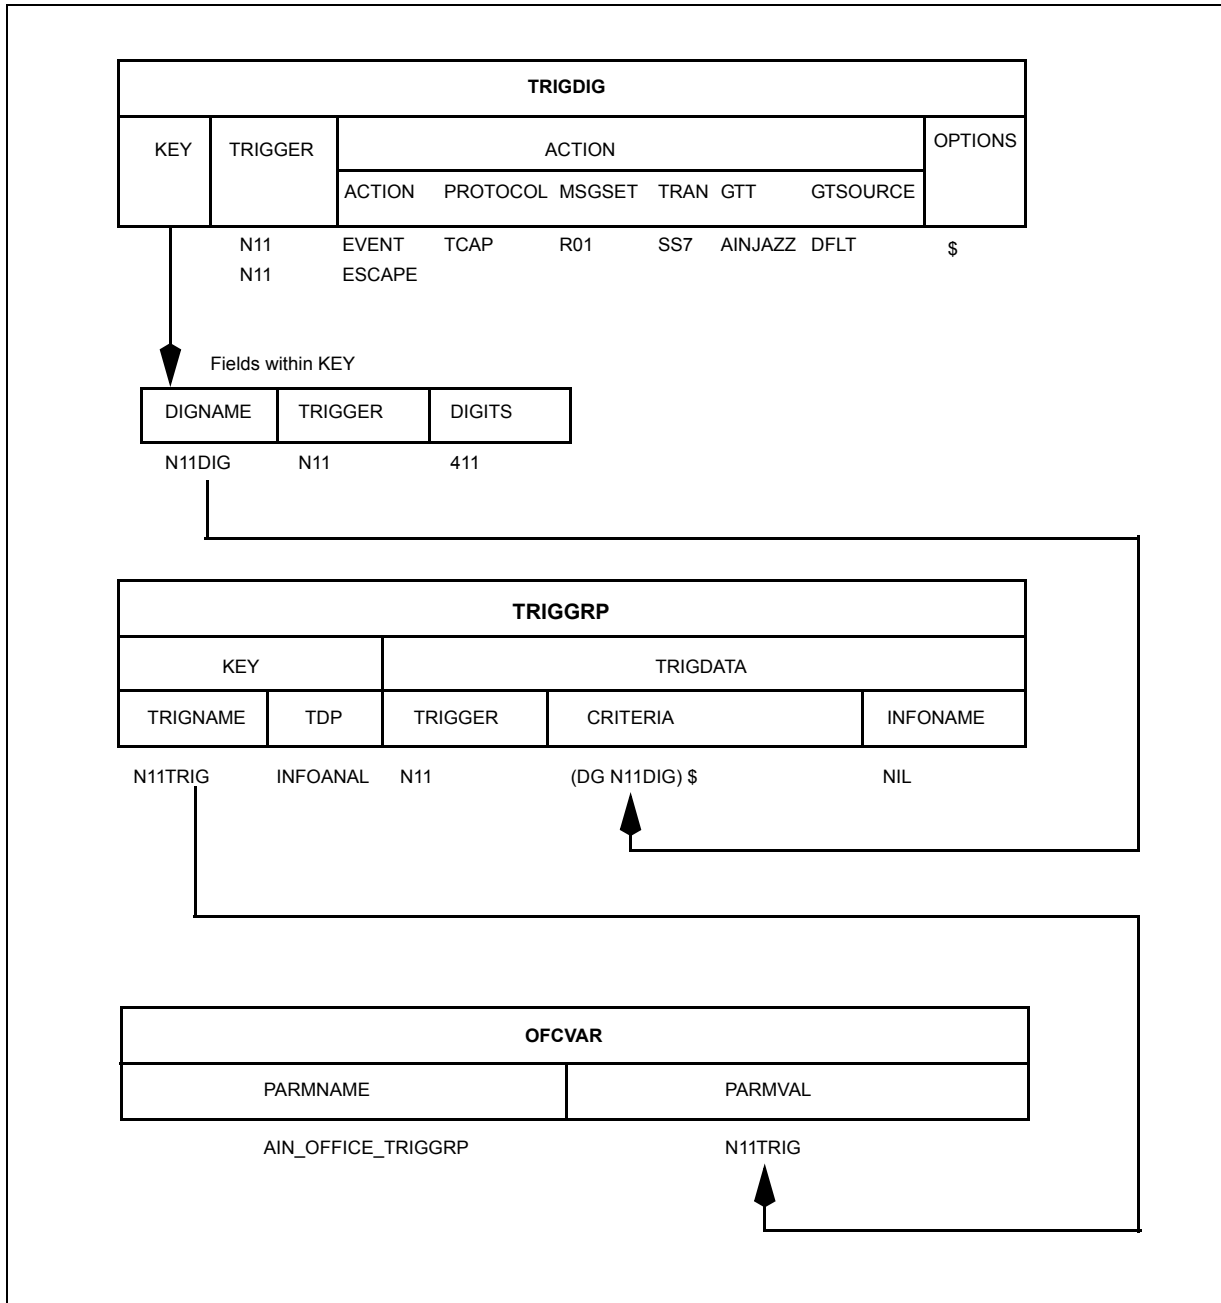 TRIGDIG
KEY TRIGGER ACTION OPTIONS
ACTION PROTOCOL MSGSET TRAN GTT GTSOURCE
N11 EVENT TCAP R01 SS7 AINJAZZ DFLT $
N11 ESCAPE
Fields within KEY
DIGNAME TRIGGER DIGITS
N11DIG N11 411
TRIGGRP
KEY TRIGDATA
TRIGNAME TDP TRIGGER CRITERIA INFONAME
N11TRIG INFOANAL N11 (DG N11DIG) $ NIL
OFCVAR
PARMNAME PARMVAL
AIN_OFFICE_TRIGGRP N11TRIG